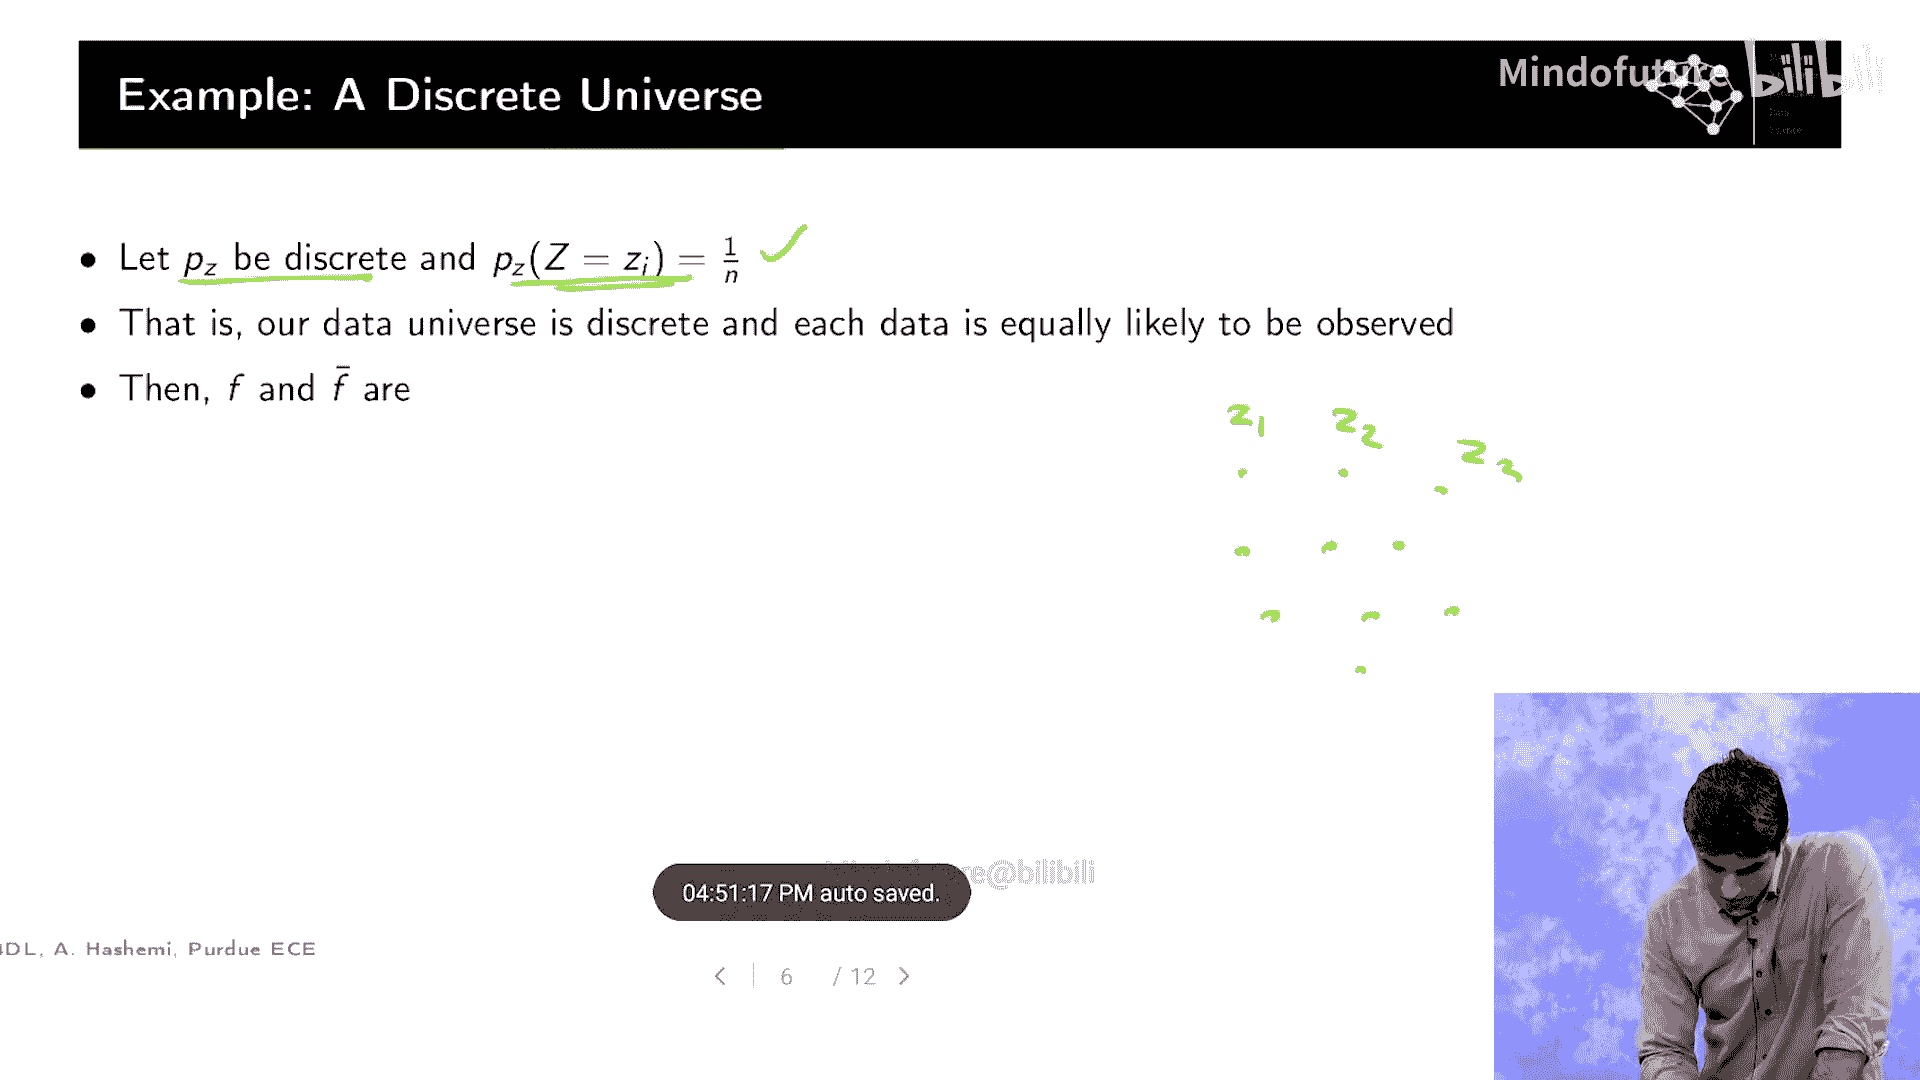 Example: A Discrete Universe
Mindofuture bilibili
• Let p_z be discrete and p_z(Z = z_i) = 1/n ✓
• That is, our data universe is discrete and each data is equally likely to be observed
• Then, f and f̄ are
z1 z2 z3
04:51:17 PM auto saved.
@bilibili
DL, A. Hashemi, Purdue ECE
6 / 12